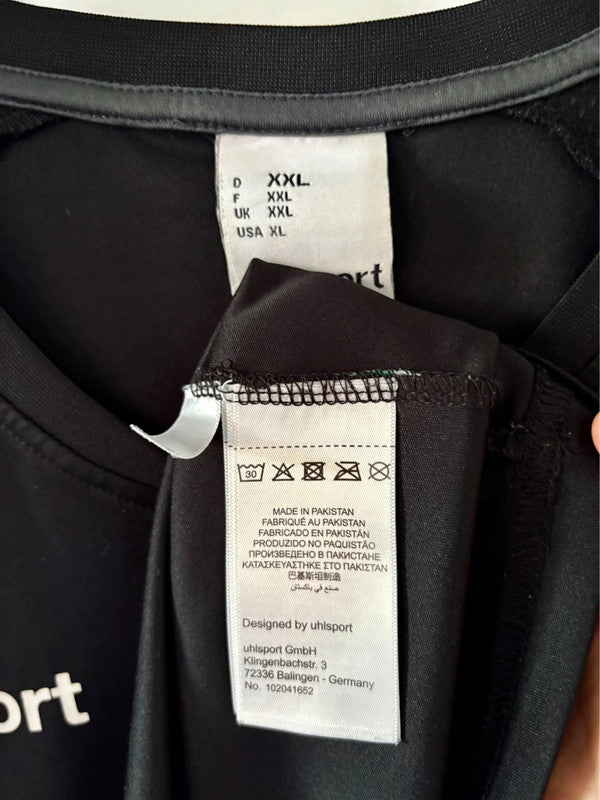 D XXL
F XXL
UK XXL
USA XL
ort
30
MADE IN PAKISTAN
FABRIQUÉ AU PAKISTAN
FABRICADO EN PAKISTÁN
PRODUZIDO NO PAQUISTÃO
ПРОИЗВЕДЕНО В ПАКИСТАНЕ
ΚΑΤΑΣΚΕΥΑΣΤΗΚΕ ΣΤΟ ΠΑΚΙΣΤΑΝ
巴基斯坦制造
صنع في باكستان
Designed by uhlsport
uhlsport GmbH
Klingenbachstr. 3
72336 Balingen - Germany
No. 102041652
ort